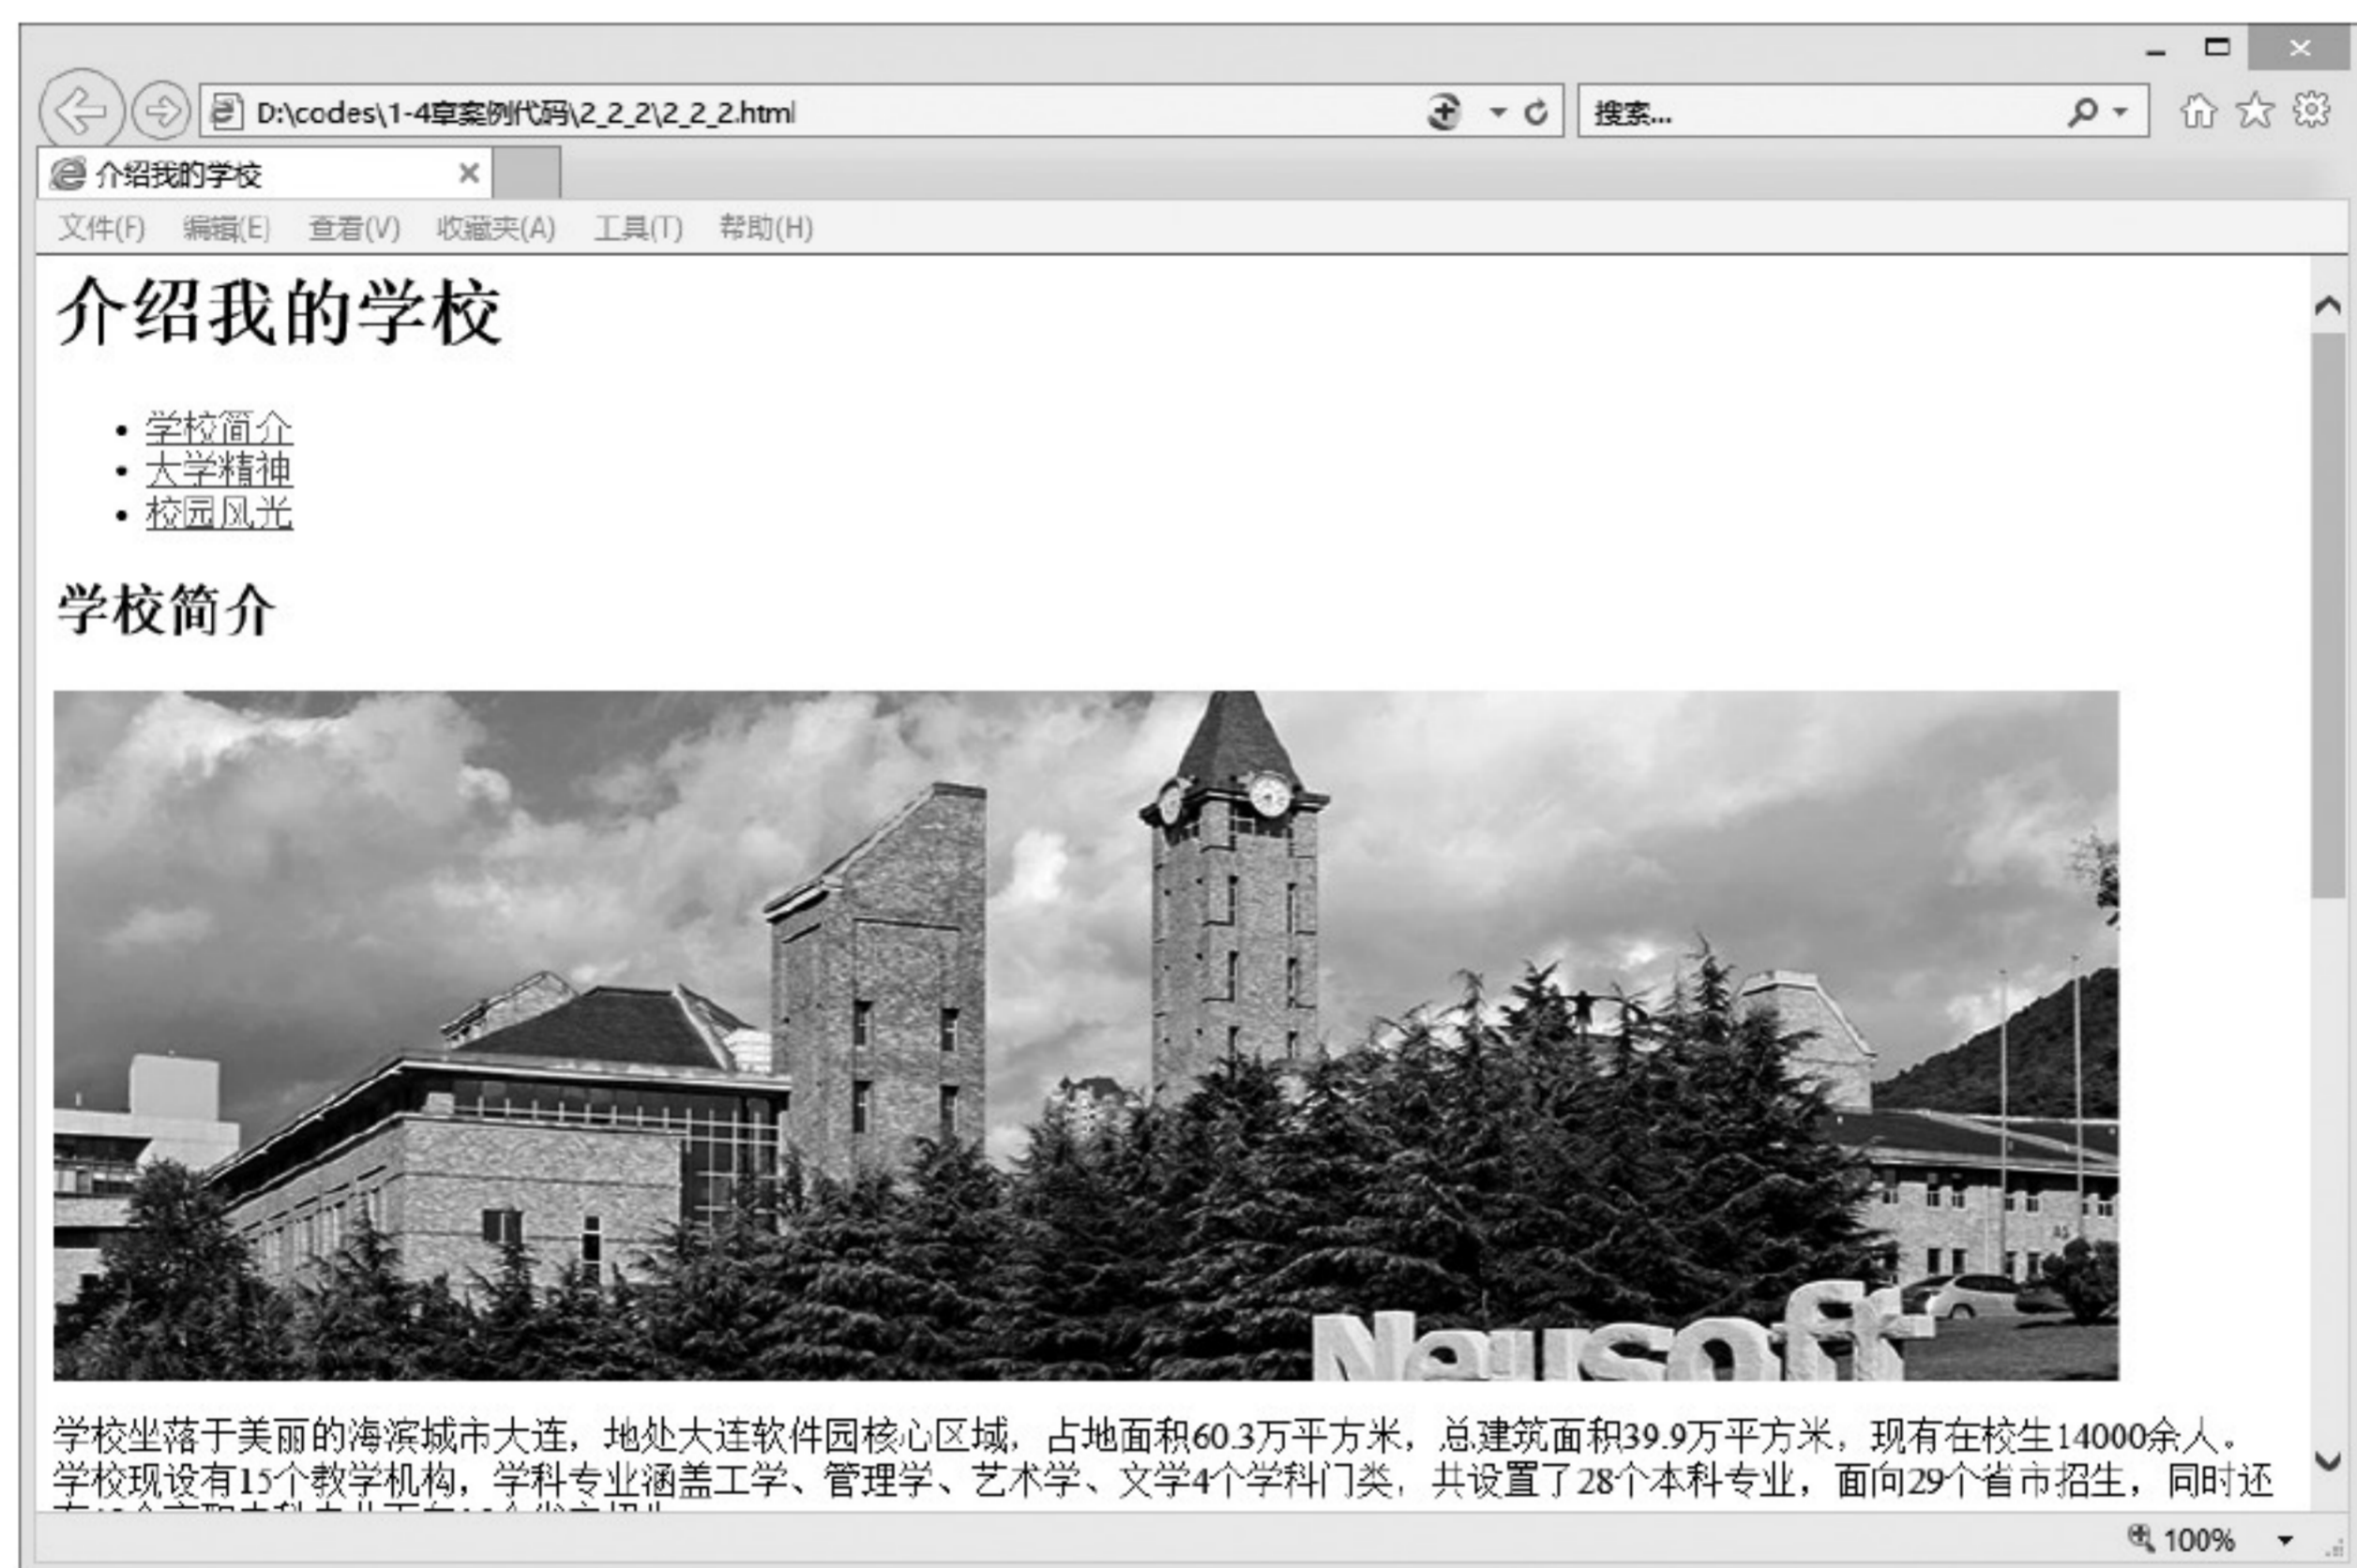 D:\codes\1-4章案例代码\2_2_2\2_2_2.html
搜索...
介绍我的学校
文件(F) 编辑(E) 查看(V) 收藏夹(A) 工具(T) 帮助(H)
介绍我的学校
• 学校简介
• 大学精神
• 校园风光
学校简介
Neusoft
学校坐落于美丽的海滨城市大连，地处大连软件园核心区域，占地面积60.3万平方米，总建筑面积39.9万平方米，现有在校生14000余人。
学校现设有15个教学机构，学科专业涵盖工学、管理学、艺术学、文学4个学科门类，共设置了28个本科专业，面向29个省市招生，同时还
100%